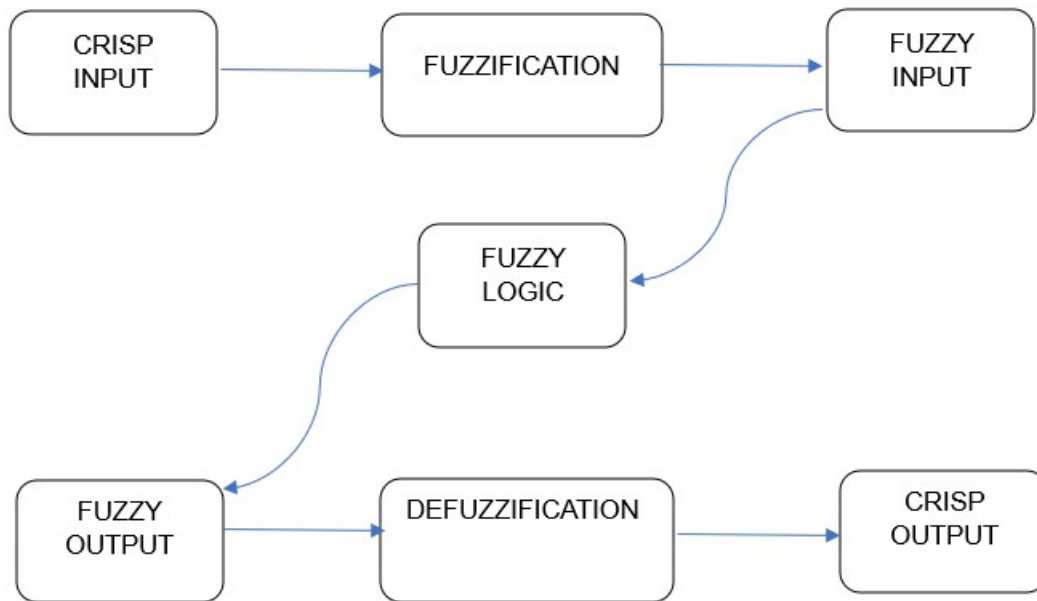 CRISP
INPUT
FUZZIFICATION
FUZZY
INPUT
FUZZY
LOGIC
FUZZY
OUTPUT
DEFUZZIFICATION
CRISP
OUTPUT